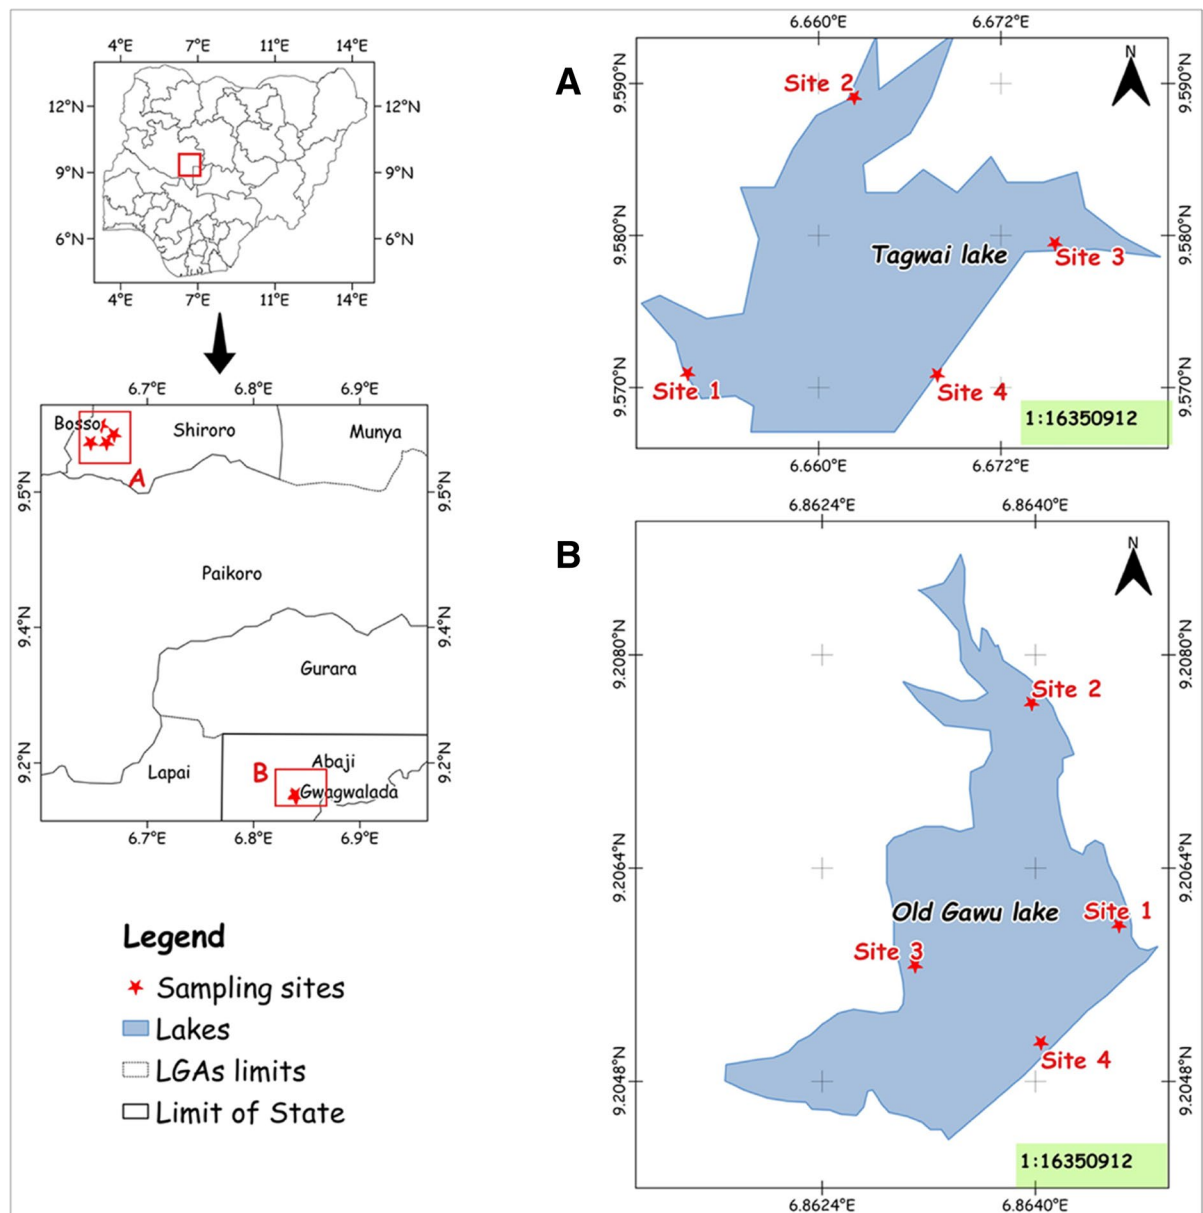 4°E 7°E 11°E 14°E
12°N 12°N
9°N 9°N
6°N 6°N
4°E 7°E 11°E 14°E
6.7°E 6.8°E 6.9°E
Bosso
Shiroro
Munya
A
9.5°N 9.5°N
Paikoro
9.4°N 9.4°N
Gurara
9.2°N 9.2°N
Lapai
Abaji
B
Gwagwalada
6.7°E 6.8°E 6.9°E
Legend
Sampling sites
Lakes
LGAs limits
Limit of State
A
6.660°E 6.672°E
N
9.590°N 9.590°N
Site 2
9.580°N 9.580°N
Tagwai lake
Site 3
9.570°N 9.570°N
Site 1
Site 4
1:16350912
6.660°E 6.672°E
B
6.8624°E 6.8640°E
N
9.2080°N 9.2080°N
Site 2
9.2064°N 9.2064°N
Old Gawu lake
Site 1
Site 3
Site 4
9.2048°N 9.2048°N
1:16350912
6.8624°E 6.8640°E